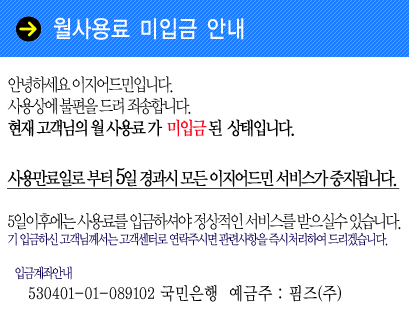 월사용료 미입금 안내
안녕하세요 이지어드민입니다.
사용상에 불편을 드려 죄송합니다.
현재 고객님의 월 사용료 가 미입금 된 상태입니다.
사용만료일로 부터 5일 경과시 모든 이지어드민 서비스가 중지됩니다.
5일이후에는 사용료를 입금하셔야 정상적인 서비스를 받으실수 있습니다.
기 입금하신 고객님께서는 고객센터로 연락주시면 관련사항을 즉시처리하여 드리겠습니다.
입금계좌안내
530401-01-089102 국민은행 예금주 : 핌즈(주)